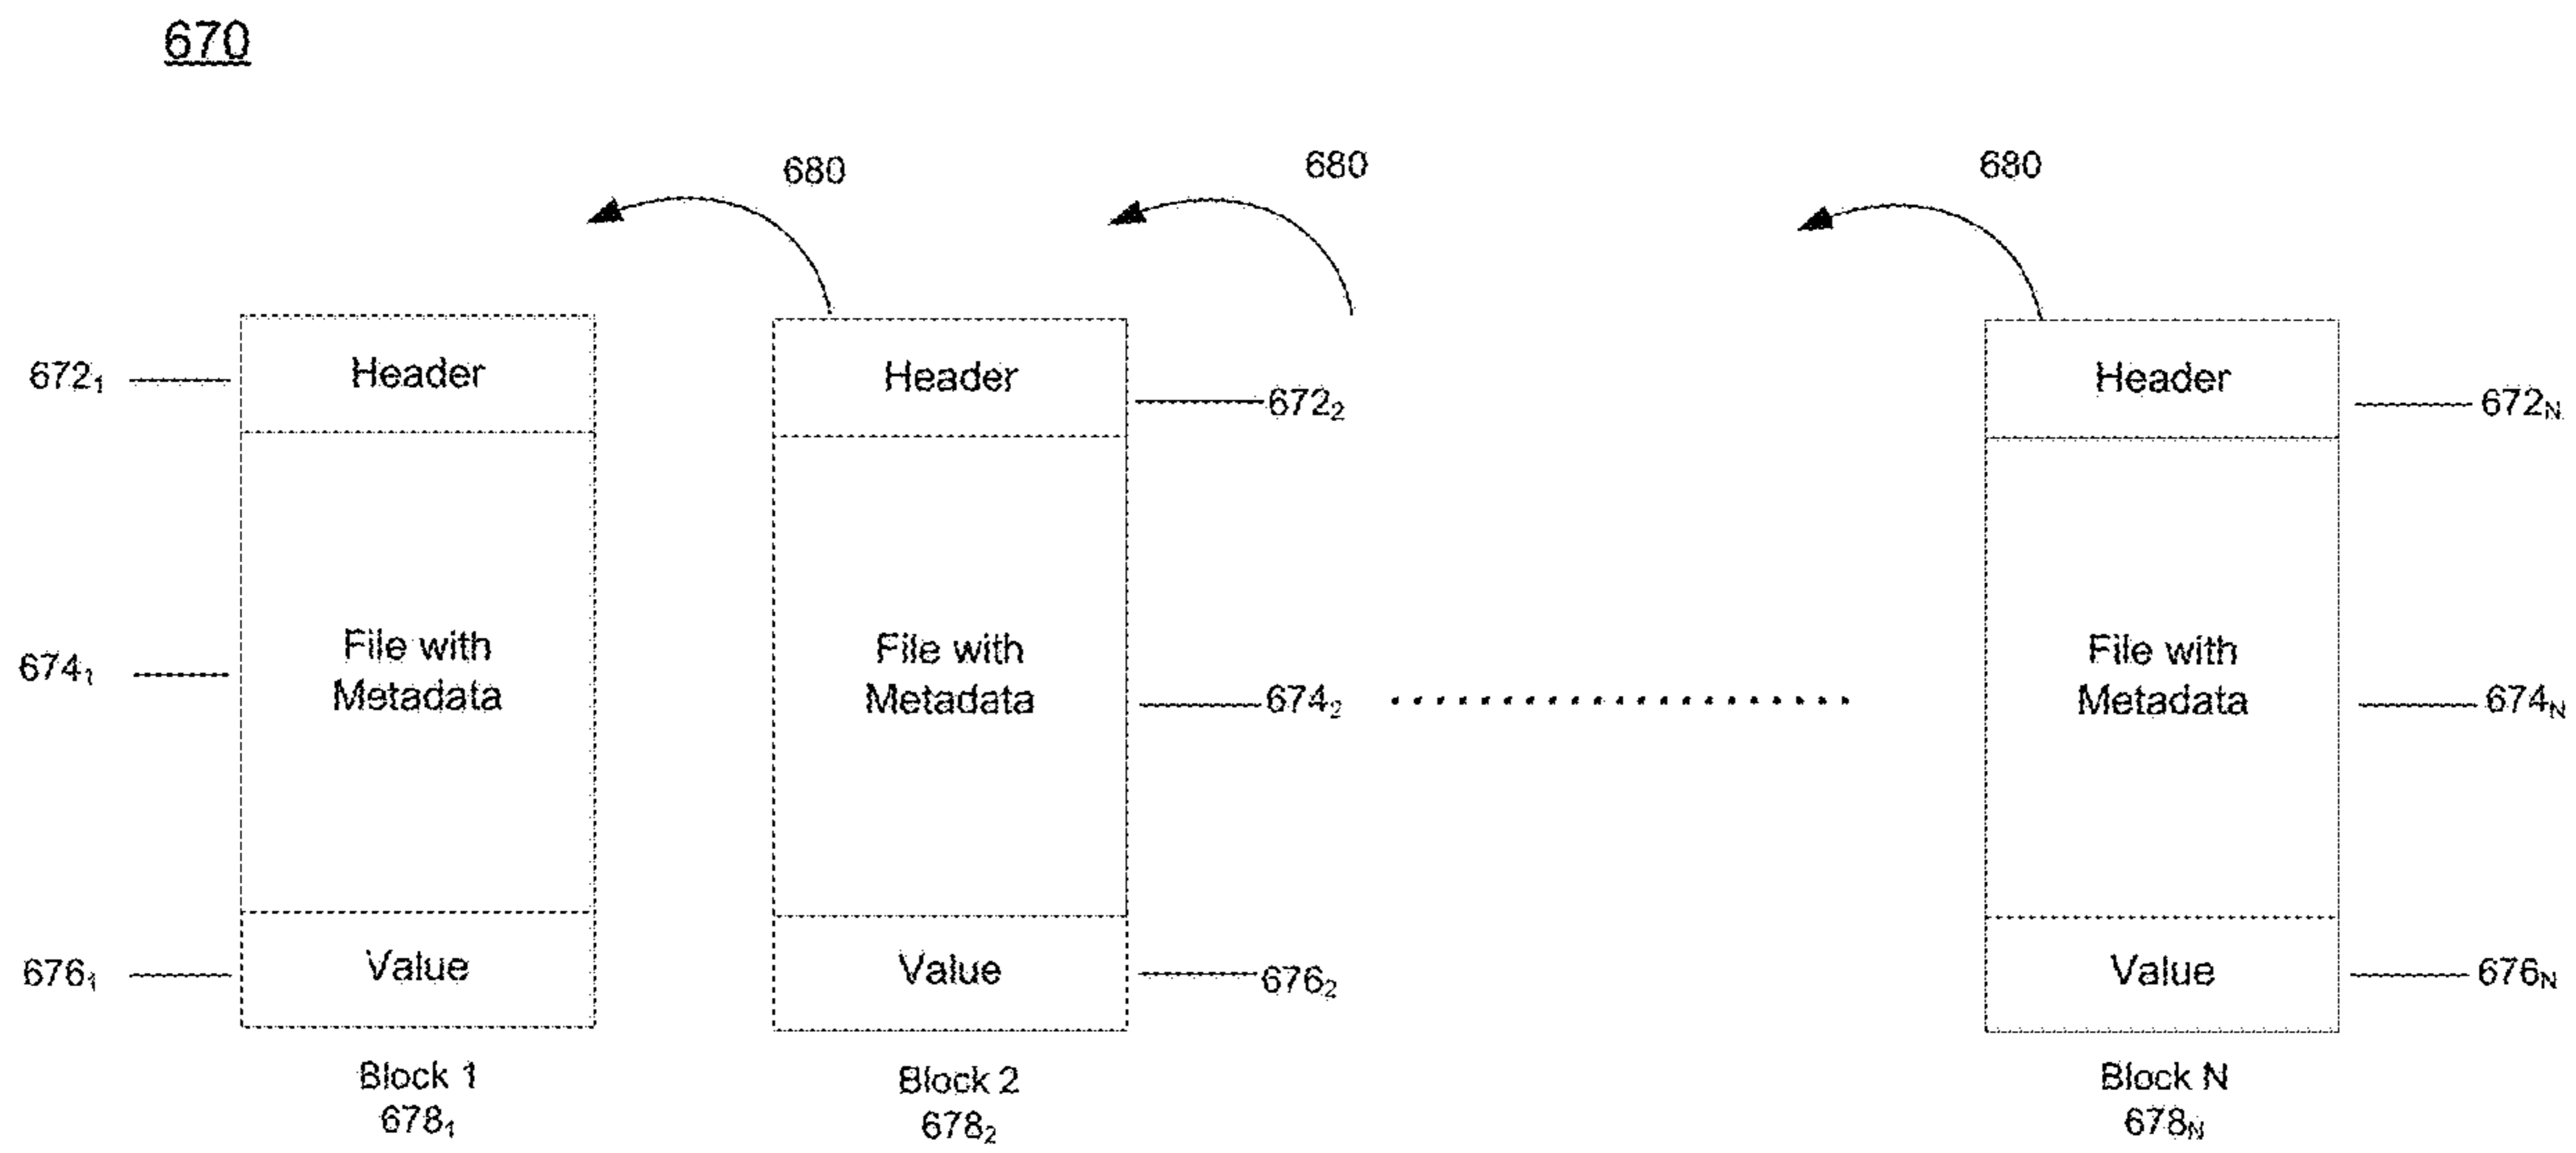 670
680 680 680
Header Header Header
672₁ 672₂ 672N
File with File with File with
Metadata Metadata Metadata
674₁ 674₂ 674N
Value Value Value
676₁ 676₂ 676N
Block 1 Block 2 Block N
678₁ 678₂ 678N